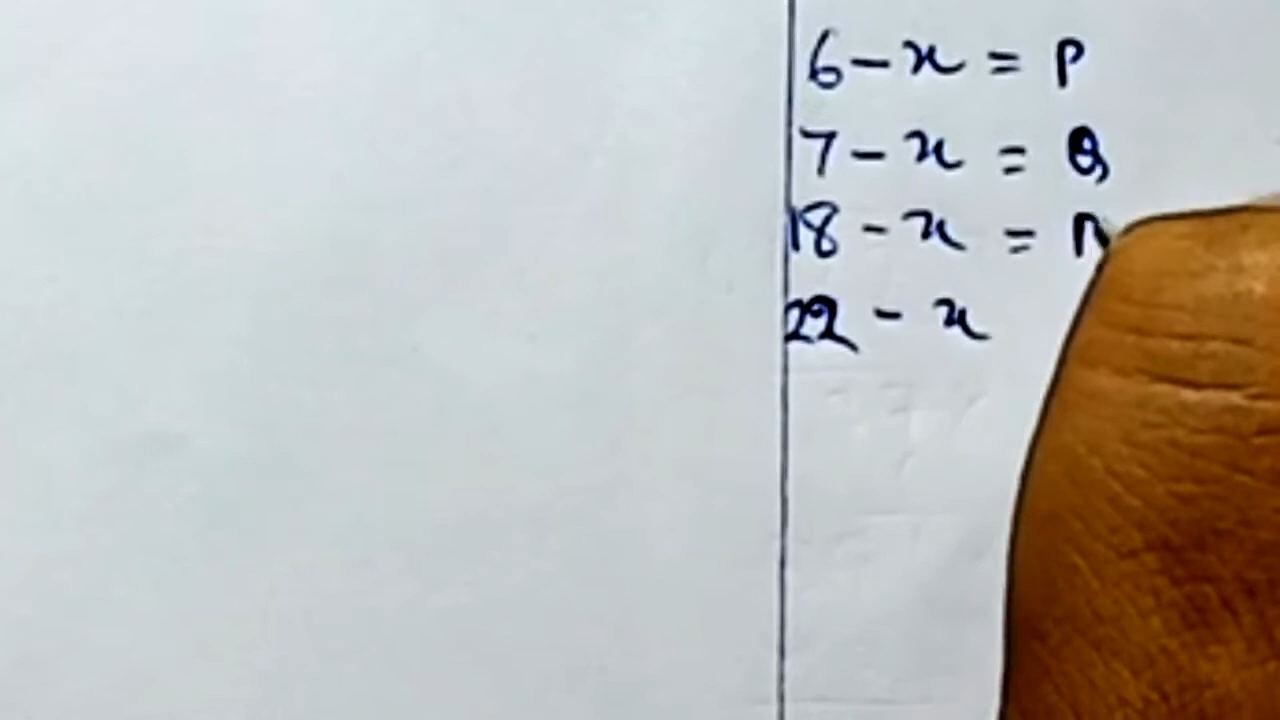 6 - x = P
7 - x = Q
18 - x = R
22 - x